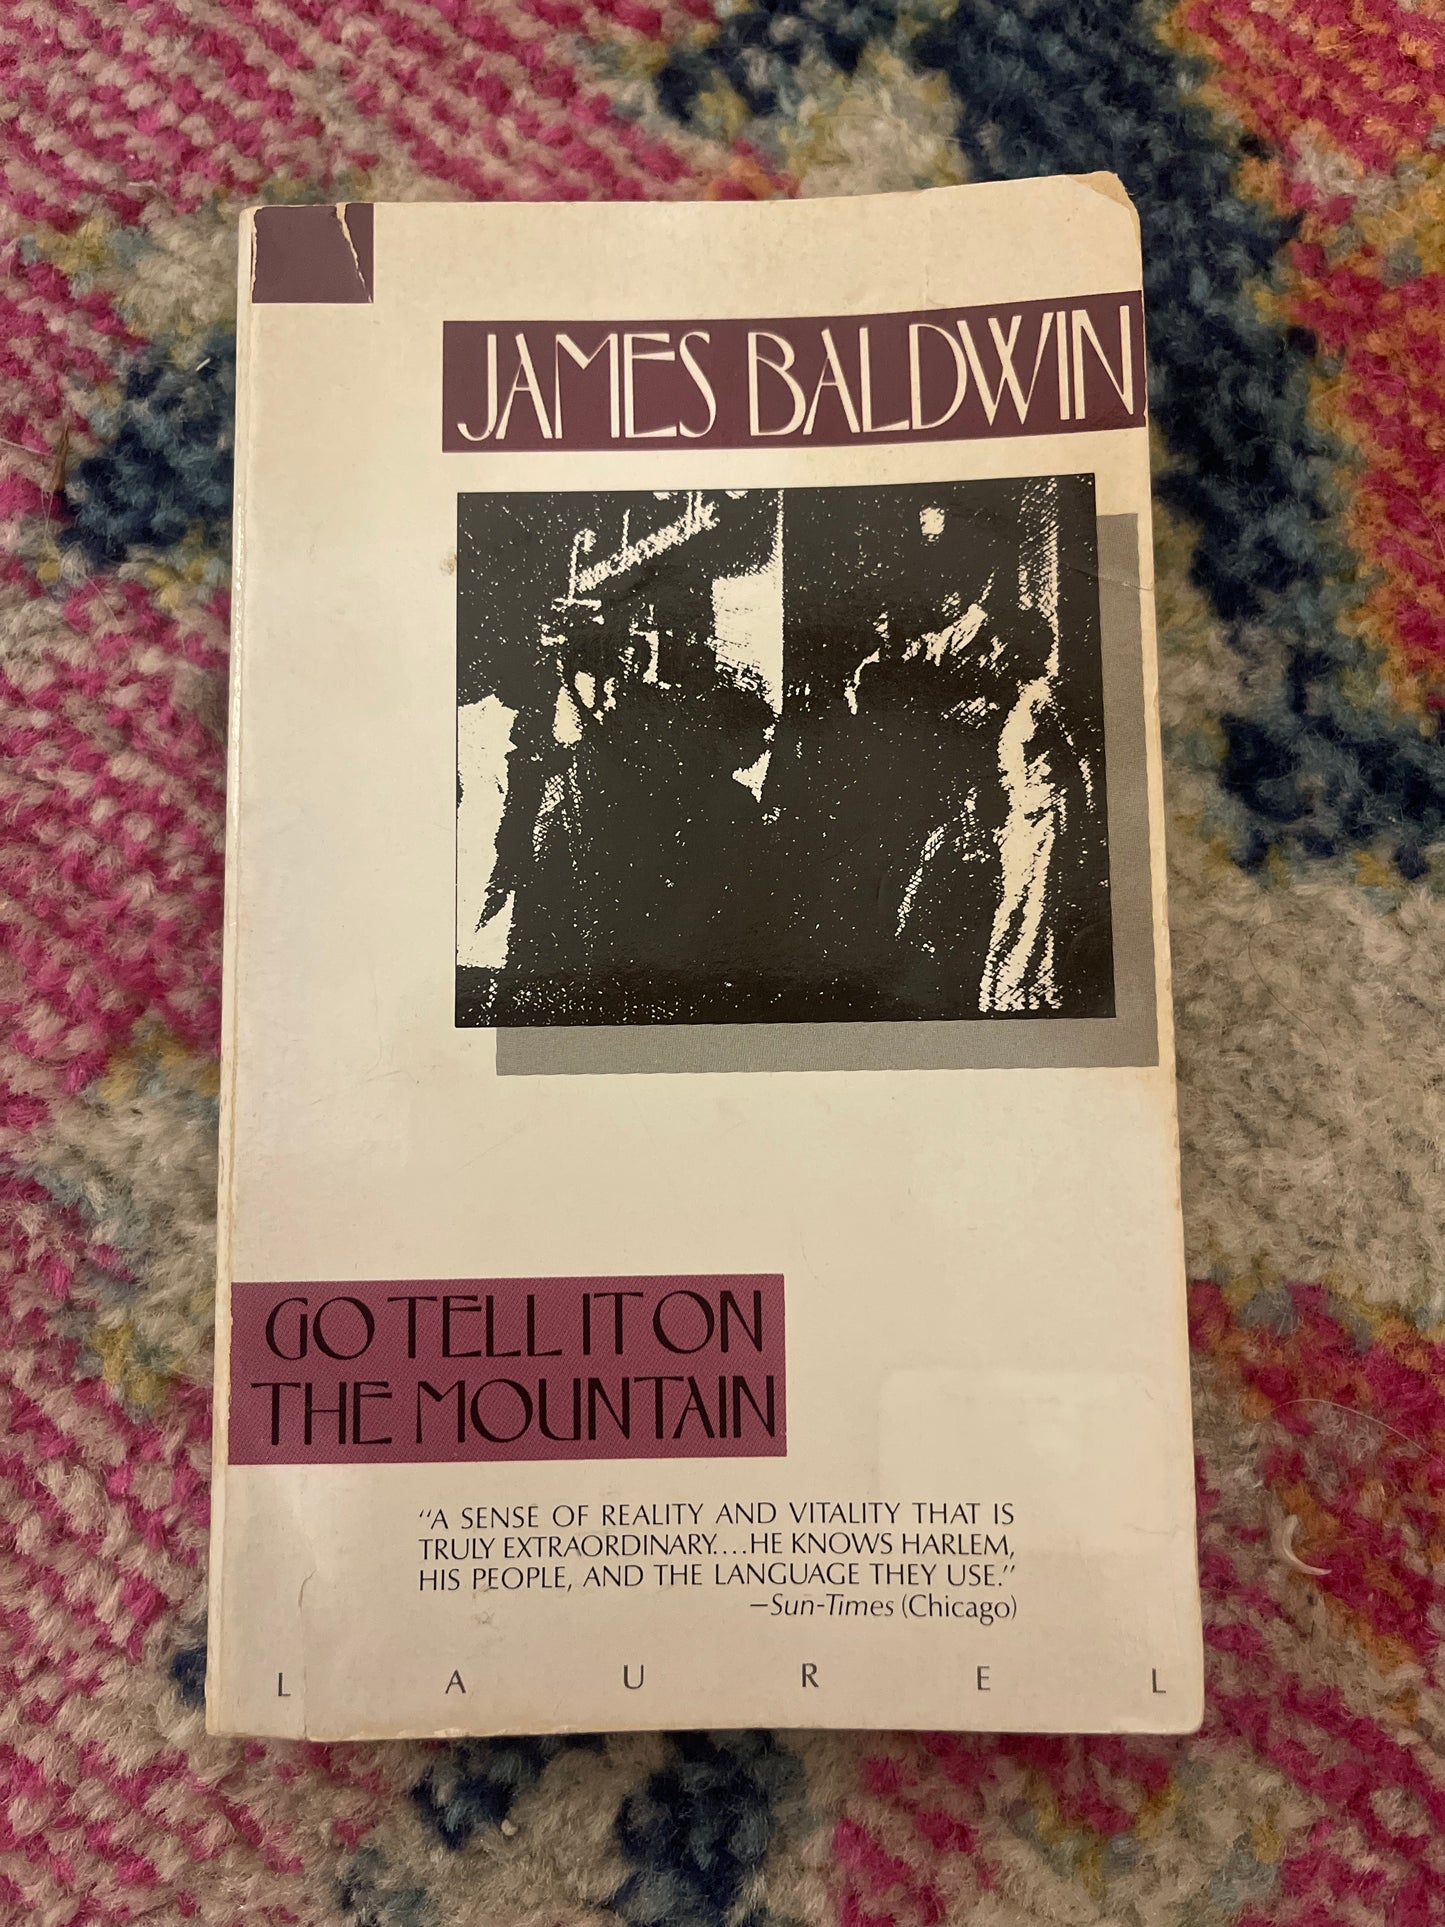 JAMES BALDWIN
Luncheonette
GO TELL IT ON
THE MOUNTAIN
"A SENSE OF REALITY AND VITALITY THAT IS
TRULY EXTRAORDINARY....HE KNOWS HARLEM,
HIS PEOPLE, AND THE LANGUAGE THEY USE."
—Sun-Times (Chicago)
L A U R E L